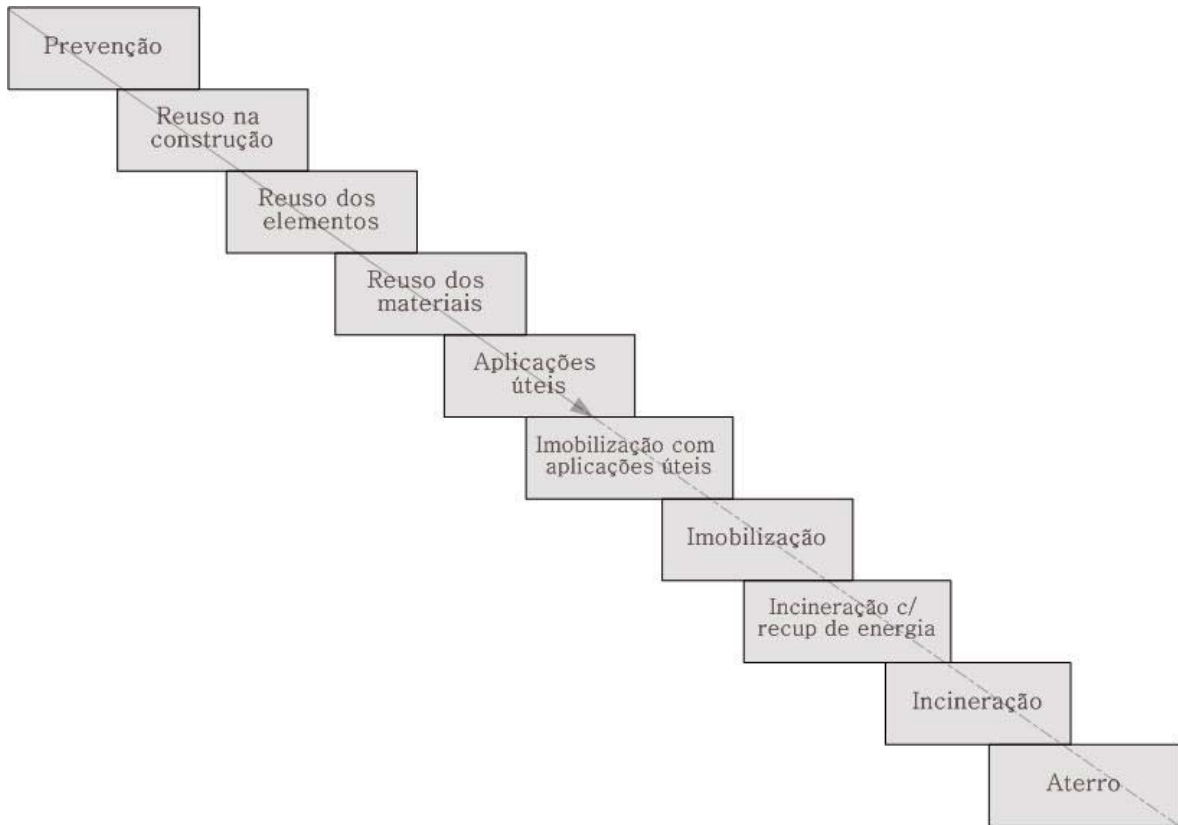 Prevenção
Reuso na
construção
Reuso dos
elementos
Reuso dos
materiais
Aplicações
úteis
Imobilização com
aplicações úteis
Imobilização
Incineração c/
recup de energia
Incineração
Aterro